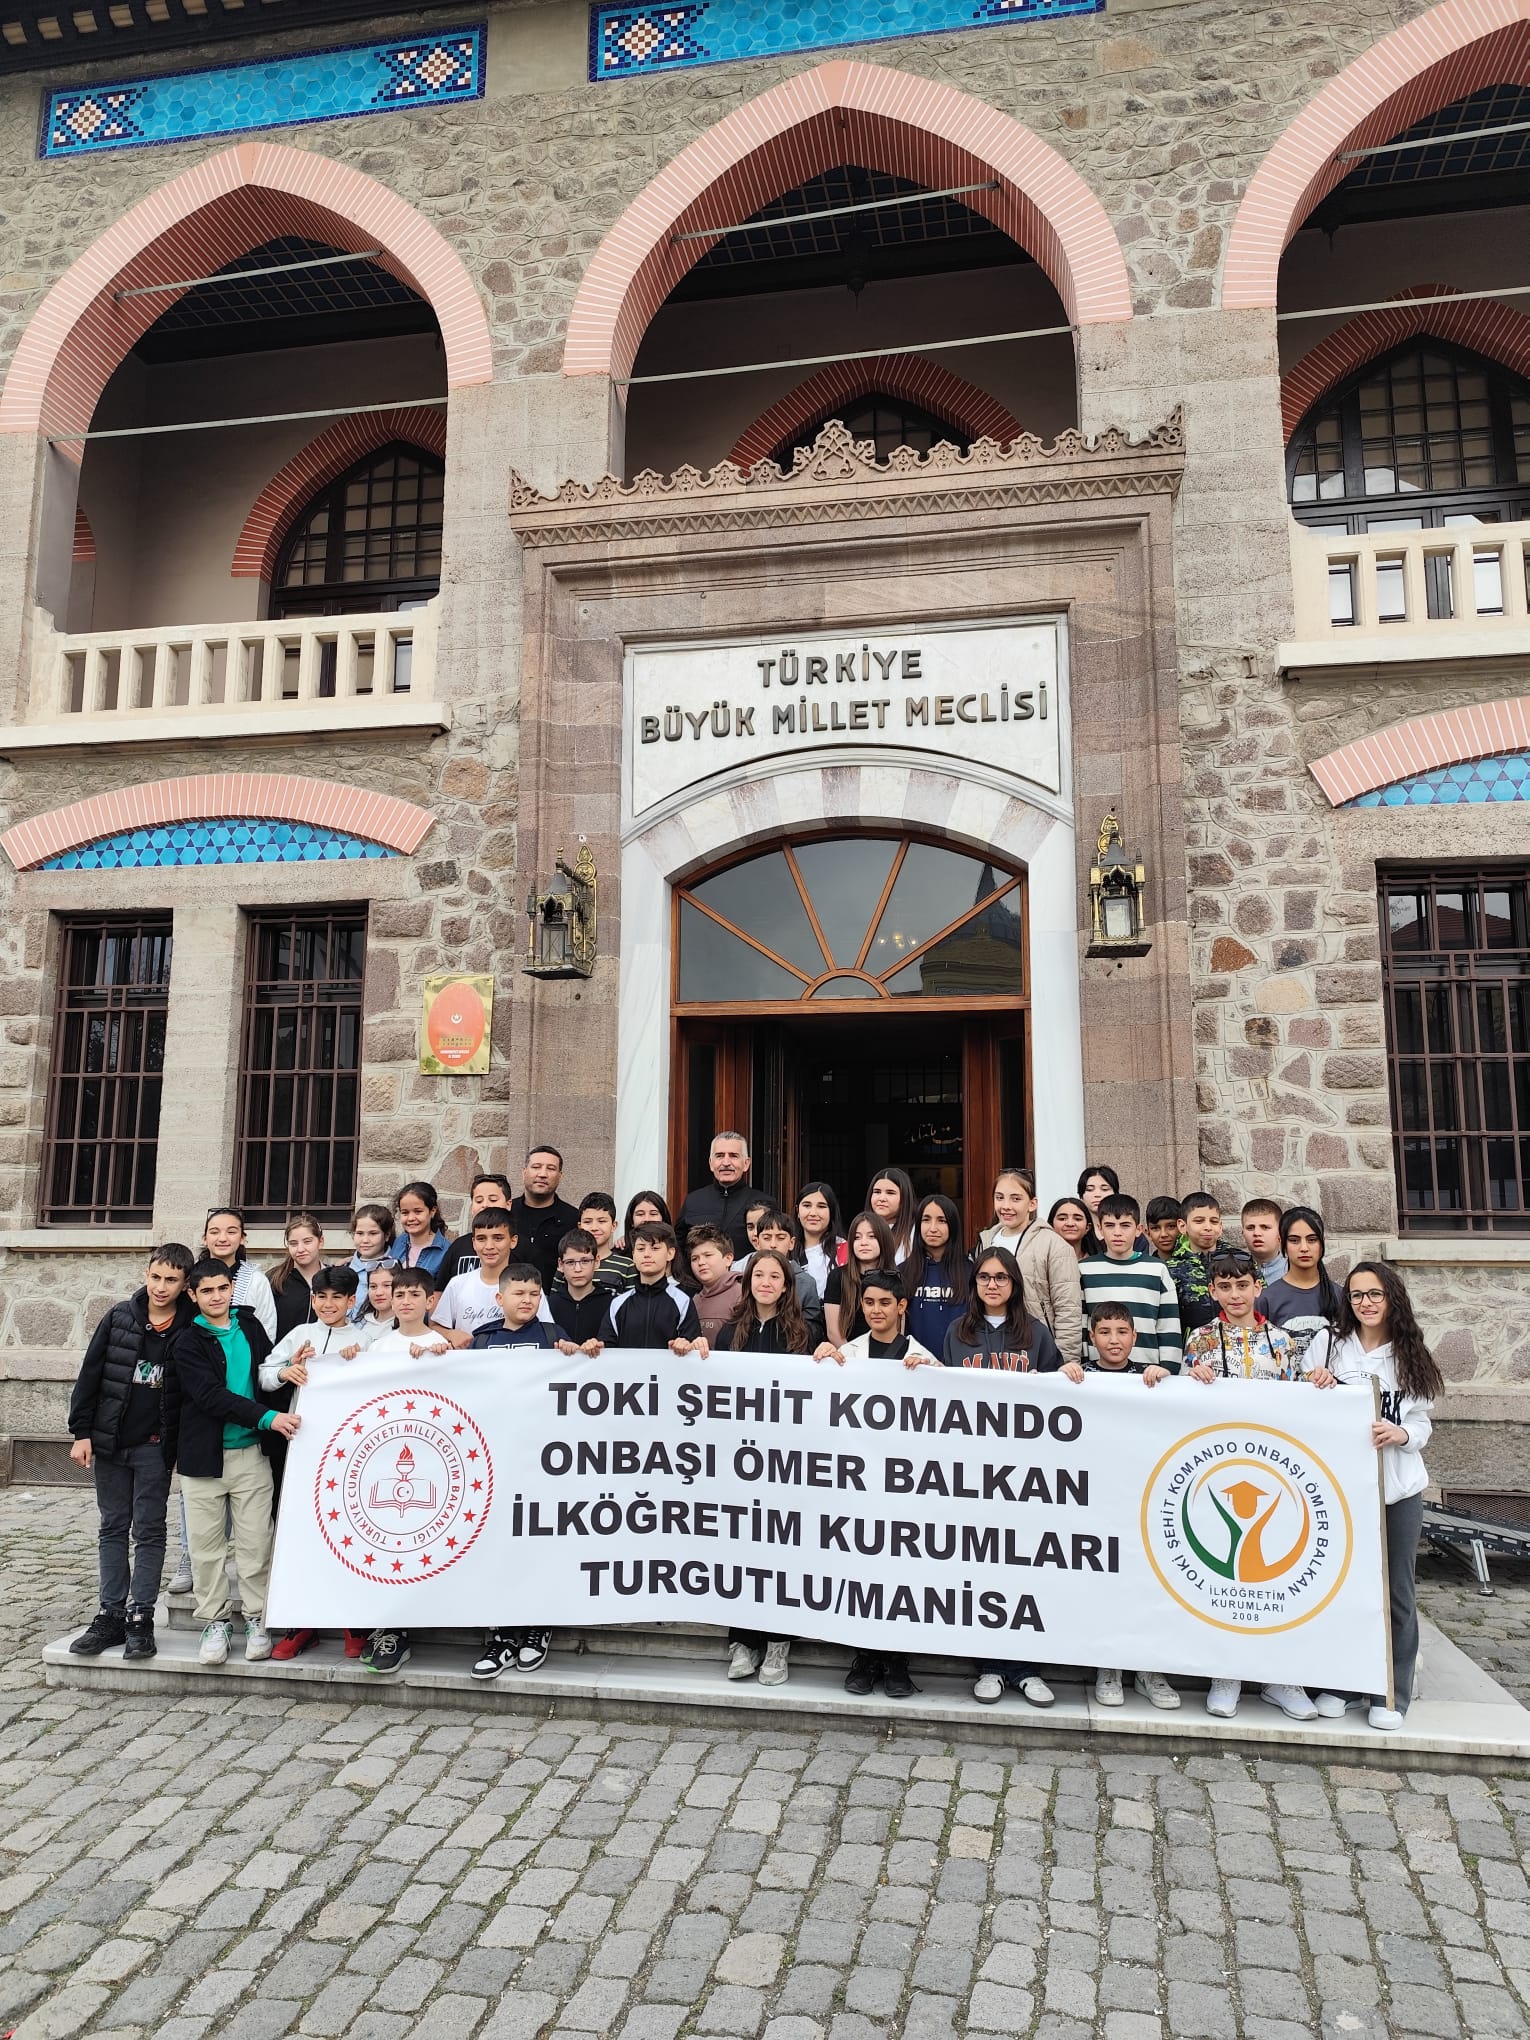 TÜRKİYE
BÜYÜK MİLLET MECLİSİ
TOKİ ŞEHİT KOMANDO
ONBAŞI ÖMER BALKAN
İLKÖĞRETİM KURUMLARI
TURGUTLU/MANİSA
TÜRKİYE CUMHURİYETİ MİLLÎ EĞİTİM BAKANLIĞI
TOKİ ŞEHİT KOMANDO ONBAŞI ÖMER BALKAN
İLKÖĞRETİM
KURUMLARI
2008